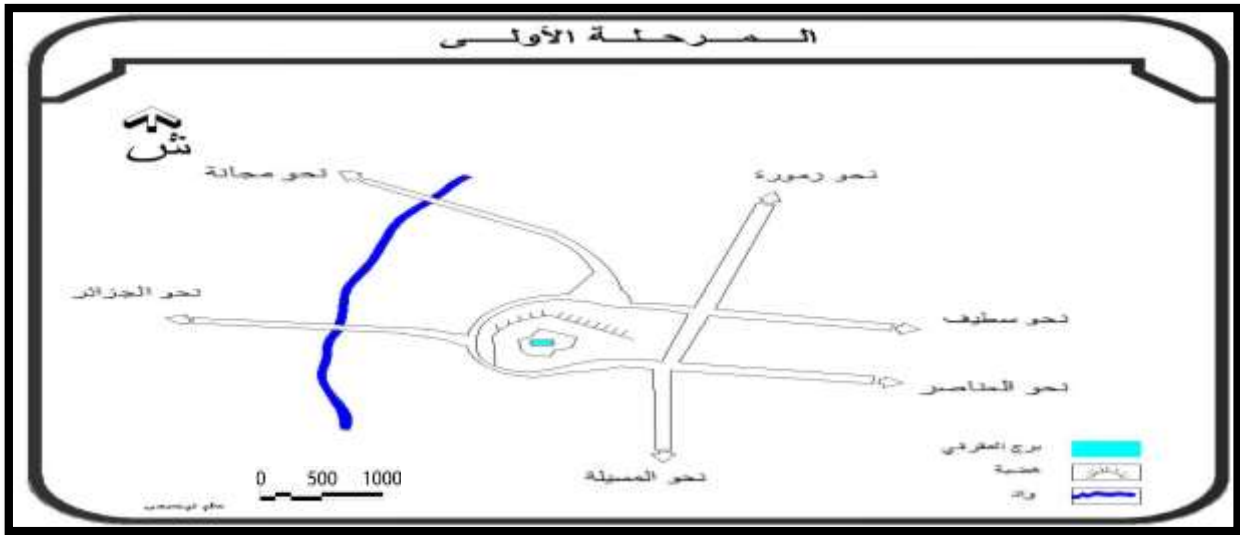 المرحلة الأولى
ش
نحو مجانة
نحو زمورة
نحو الجزائر
نحو سطيف
نحو المناصر
برج المقراني
هضبة
واد
نحو المسيلة
0 500 1000